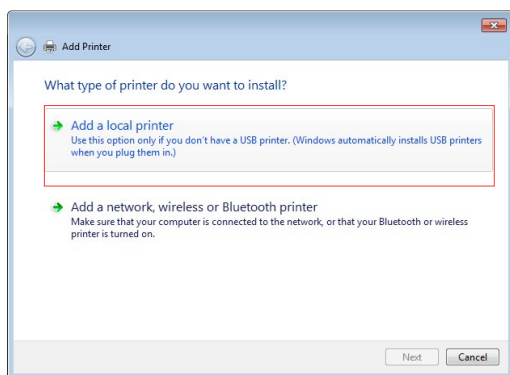 Add Printer
What type of printer do you want to install?
Add a local printer
Use this option only if you don't have a USB printer. (Windows automatically installs USB printers
when you plug them in.)
Add a network, wireless or Bluetooth printer
Make sure that your computer is connected to the network, or that your Bluetooth or wireless
printer is turned on.
Next
Cancel